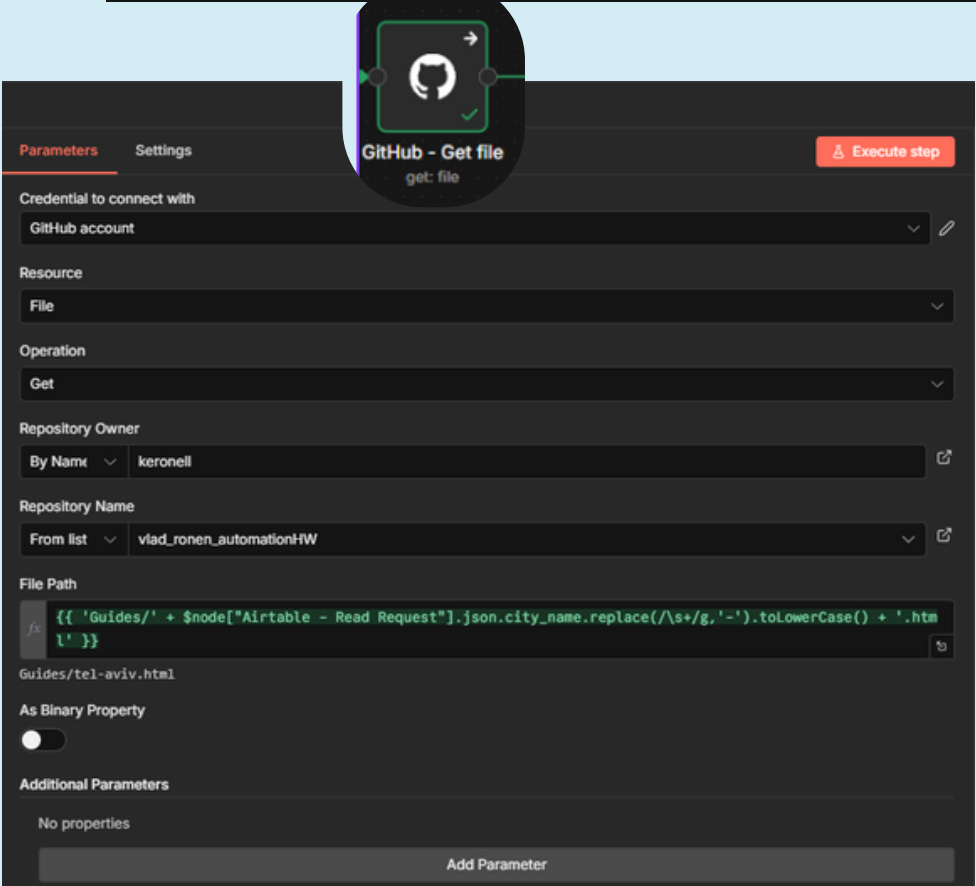 GitHub - Get file
get: file
Parameters
Settings
Execute step
Credential to connect with
GitHub account
Resource
File
Operation
Get
Repository Owner
By Name
keronell
Repository Name
From list
vlad_ronen_automationHW
File Path
fx
{{ 'Guides/' + $node["Airtable - Read Request"].json.city_name.replace(/\s+/g,'-').toLowerCase() + '.htm
l' }}
Guides/tel-aviv.html
As Binary Property
Additional Parameters
No properties
Add Parameter